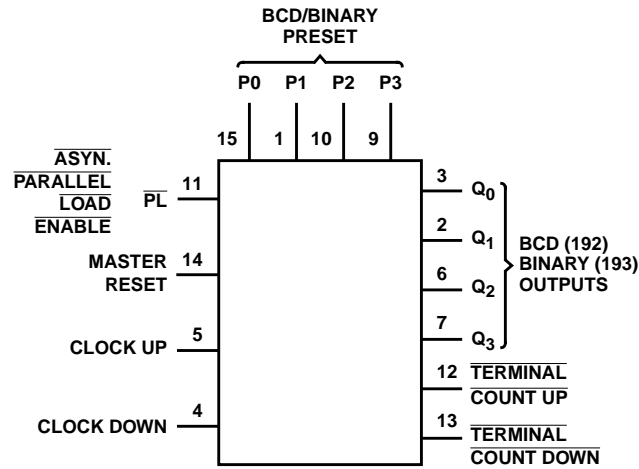 BCD/BINARY
PRESET
P0 P1 P2 P3
15 1 10 9
ASYN.
PARALLEL
LOAD
ENABLE
PL
11
MASTER
RESET
14
CLOCK UP
5
CLOCK DOWN
4
3 Q0
2 Q1
6 Q2
7 Q3
BCD (192)
BINARY (193)
OUTPUTS
12 TERMINAL
COUNT UP
13 TERMINAL
COUNT DOWN